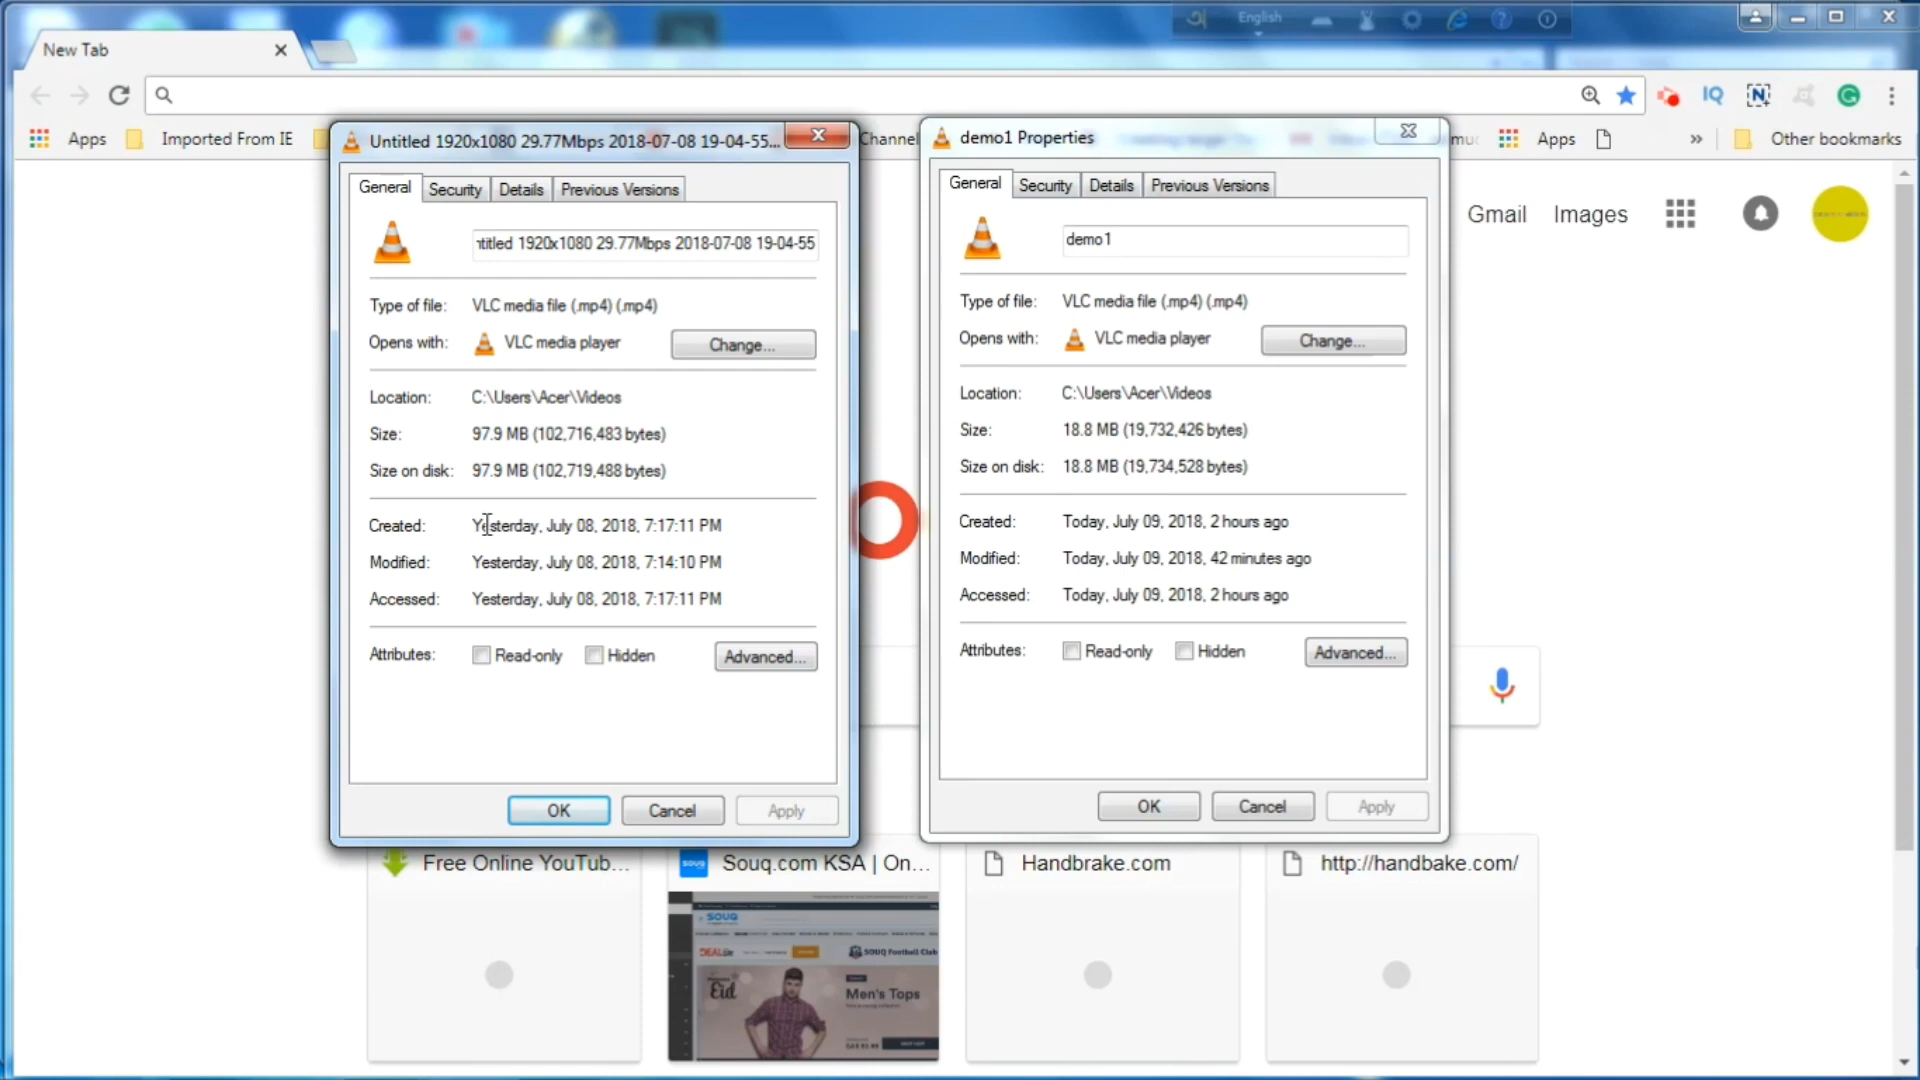 English
New Tab
Apps
Imported From IE
Channel
Apps
Other bookmarks
Gmail
Images
Untitled 1920x1080 29.77Mbps 2018-07-08 19-04-55...
General
Security
Details
Previous Versions
ntitled 1920x1080 29.77Mbps 2018-07-08 19-04-55
Type of file: VLC media file (.mp4) (.mp4)
Opens with: VLC media player
Change...
Location: C:\Users\Acer\Videos
Size: 97.9 MB (102,716,483 bytes)
Size on disk: 97.9 MB (102,719,488 bytes)
Created: Yesterday, July 08, 2018, 7:17:11 PM
Modified: Yesterday, July 08, 2018, 7:14:10 PM
Accessed: Yesterday, July 08, 2018, 7:17:11 PM
Attributes: Read-only Hidden Advanced...
OK Cancel Apply
demo1 Properties
General
Security
Details
Previous Versions
demo1
Type of file: VLC media file (.mp4) (.mp4)
Opens with: VLC media player
Change...
Location: C:\Users\Acer\Videos
Size: 18.8 MB (19,732,426 bytes)
Size on disk: 18.8 MB (19,734,528 bytes)
Created: Today, July 09, 2018, 2 hours ago
Modified: Today, July 09, 2018, 42 minutes ago
Accessed: Today, July 09, 2018, 2 hours ago
Attributes: Read-only Hidden Advanced...
OK Cancel Apply
Free Online YouTub...
souq
Souq.com KSA | On...
Handbrake.com
http://handbake.com/
SOUQ
SOUQ Football Club
Eid
Men's Tops